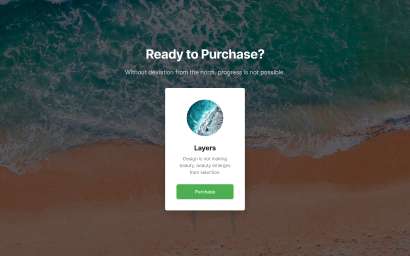 Ready to Purchase?
Without deviation from the norm, progress is not possible.
Layers
Design is not making
beauty, beauty emerges
from selection.
Purchase